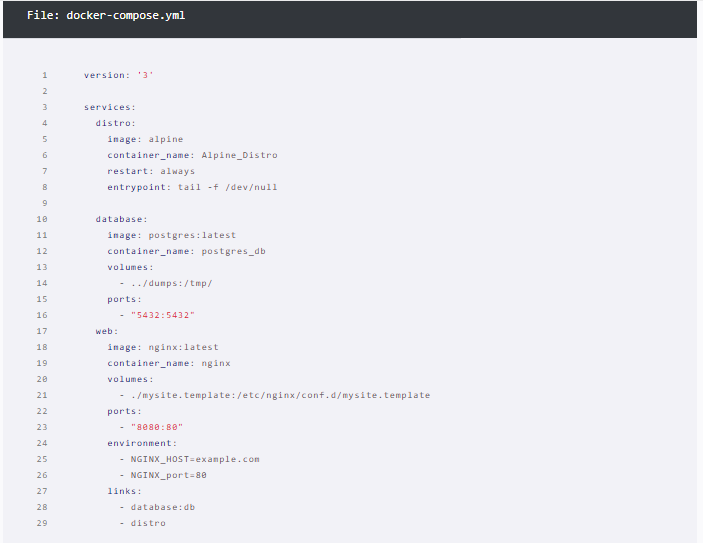 File: docker-compose.yml
1 version: '3'
2
3 services:
4 distro:
5 image: alpine
6 container_name: Alpine_Distro
7 restart: always
8 entrypoint: tail -f /dev/null
9
10 database:
11 image: postgres:latest
12 container_name: postgres_db
13 volumes:
14 - ../dumps:/tmp/
15 ports:
16 - "5432:5432"
17 web:
18 image: nginx:latest
19 container_name: nginx
20 volumes:
21 - ./mysite.template:/etc/nginx/conf.d/mysite.template
22 ports:
23 - "8080:80"
24 environment:
25 - NGINX_HOST=example.com
26 - NGINX_port=80
27 links:
28 - database:db
29 - distro